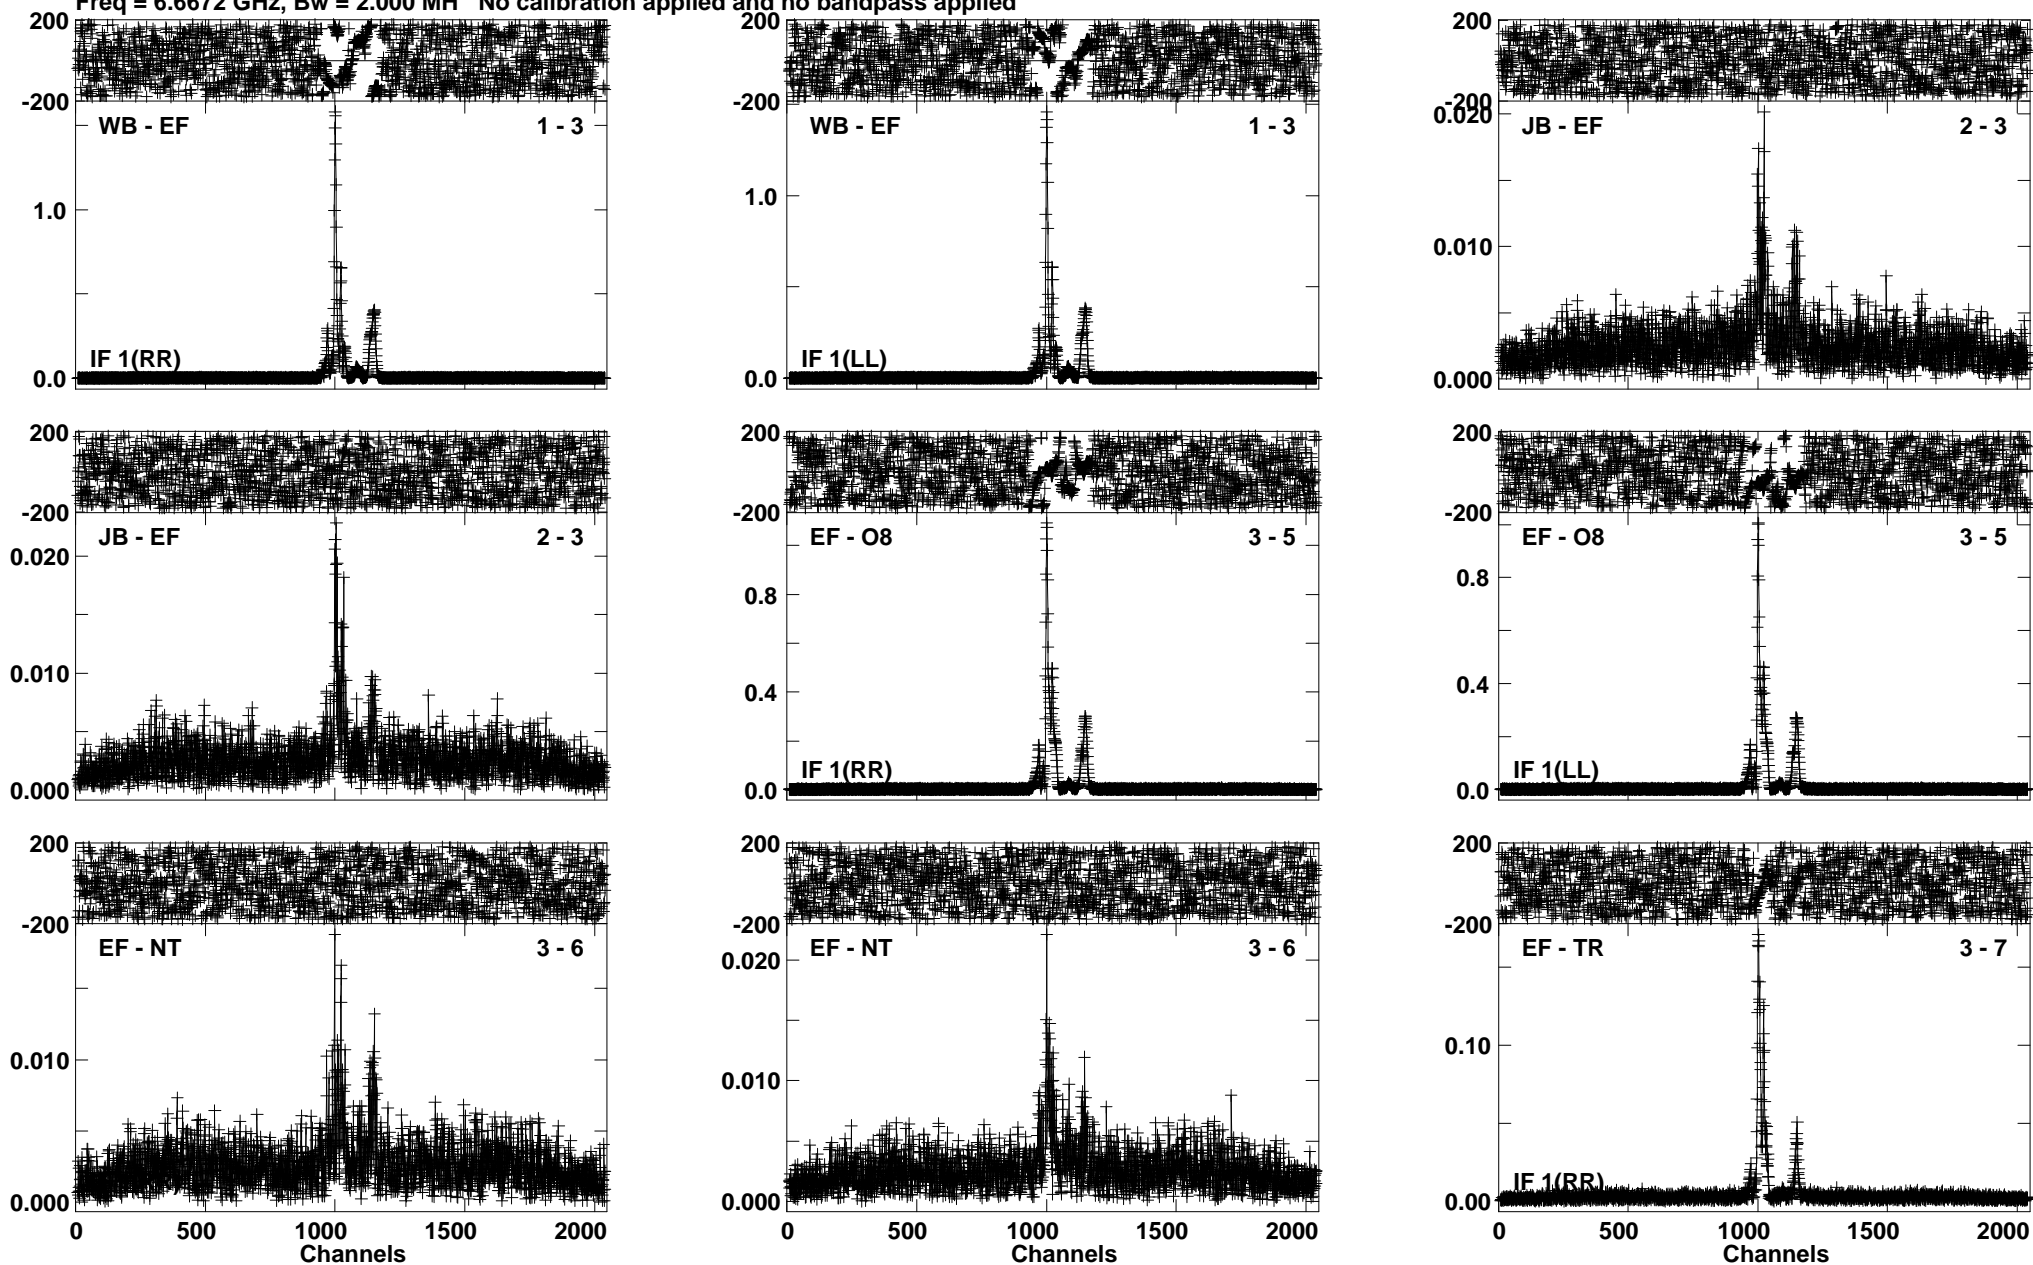 Freq = 6.6672 GHz, Bw = 2.000 MH No calibration applied and no bandpass applied
200
-200
WB - EF 1 - 3
1.0
IF 1(RR)
0.0
200
-200
WB - EF 1 - 3
1.0
IF 1(LL)
0.0
200
-200
0.020
JB - EF 2 - 3
0.010
0.000
200
-200
JB - EF 2 - 3
0.020
0.010
0.000
200
-200
EF - O8 3 - 5
0.8
0.4
IF 1(RR)
0.0
200
-200
EF - O8 3 - 5
0.8
0.4
IF 1(LL)
0.0
200
-200
EF - NT 3 - 6
0.010
0.000
0 500 1000 1500 2000
Channels
200
-200
EF - NT 3 - 6
0.020
0.010
0.000
0 500 1000 1500 2000
Channels
200
-200
EF - TR 3 - 7
0.10
IF 1(RR)
0.00
0 500 1000 1500 2000
Channels